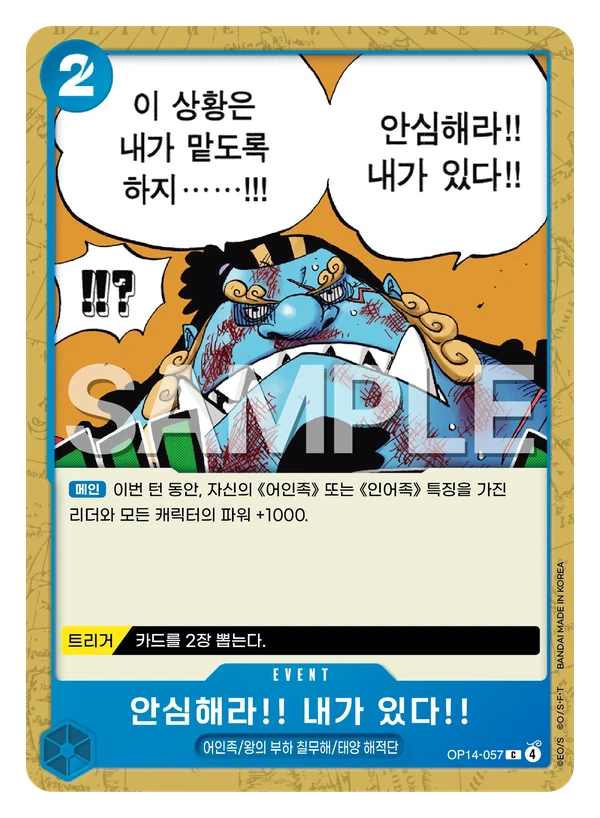 2
이 상황은
내가 맡도록
하지……!!!
안심해라!!
내가 있다!!
!!?
SAMPLE
메인 이번 턴 동안, 자신의 《어인족》 또는 《인어족》 특징을 가진
리더와 모든 캐릭터의 파워 +1000.
트리거 카드를 2장 뽑는다.
EVENT
안심해라!! 내가 있다!!
어인족/왕의 부하 칠무해/태양 해적단
OP14-057 C 4
©E.O/S. ©O/S·F·T BANDAI MADE IN KOREA